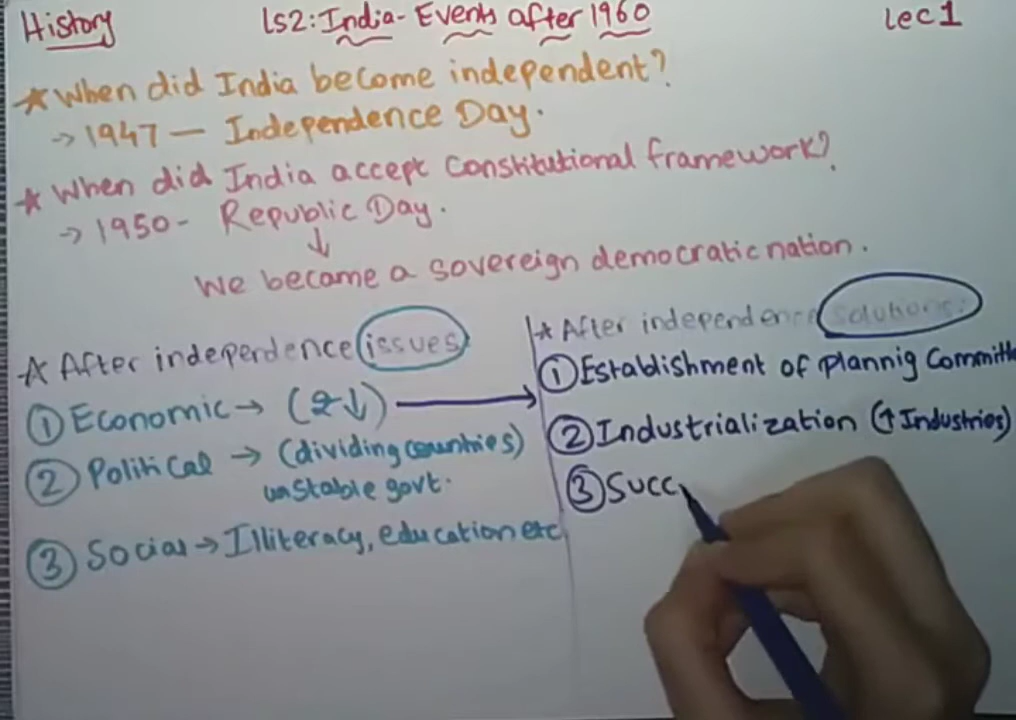 History
Ls2: India- Events after 1960
Lec 1
★ When did India become independent?
→ 1947 — Independence Day.
★ When did India accept Constitutional framework?
→ 1950 - Republic Day.
↓
We became a sovereign democratic nation.
★ After independence issues
① Economic → (₹↓) →
② Political → (dividing countries)
unstable govt.
③ Social → Illiteracy, education etc
★ After independence solutions:
① Establishment of Plannig Committe
② Industrialization (↑ Industries)
③ Succ